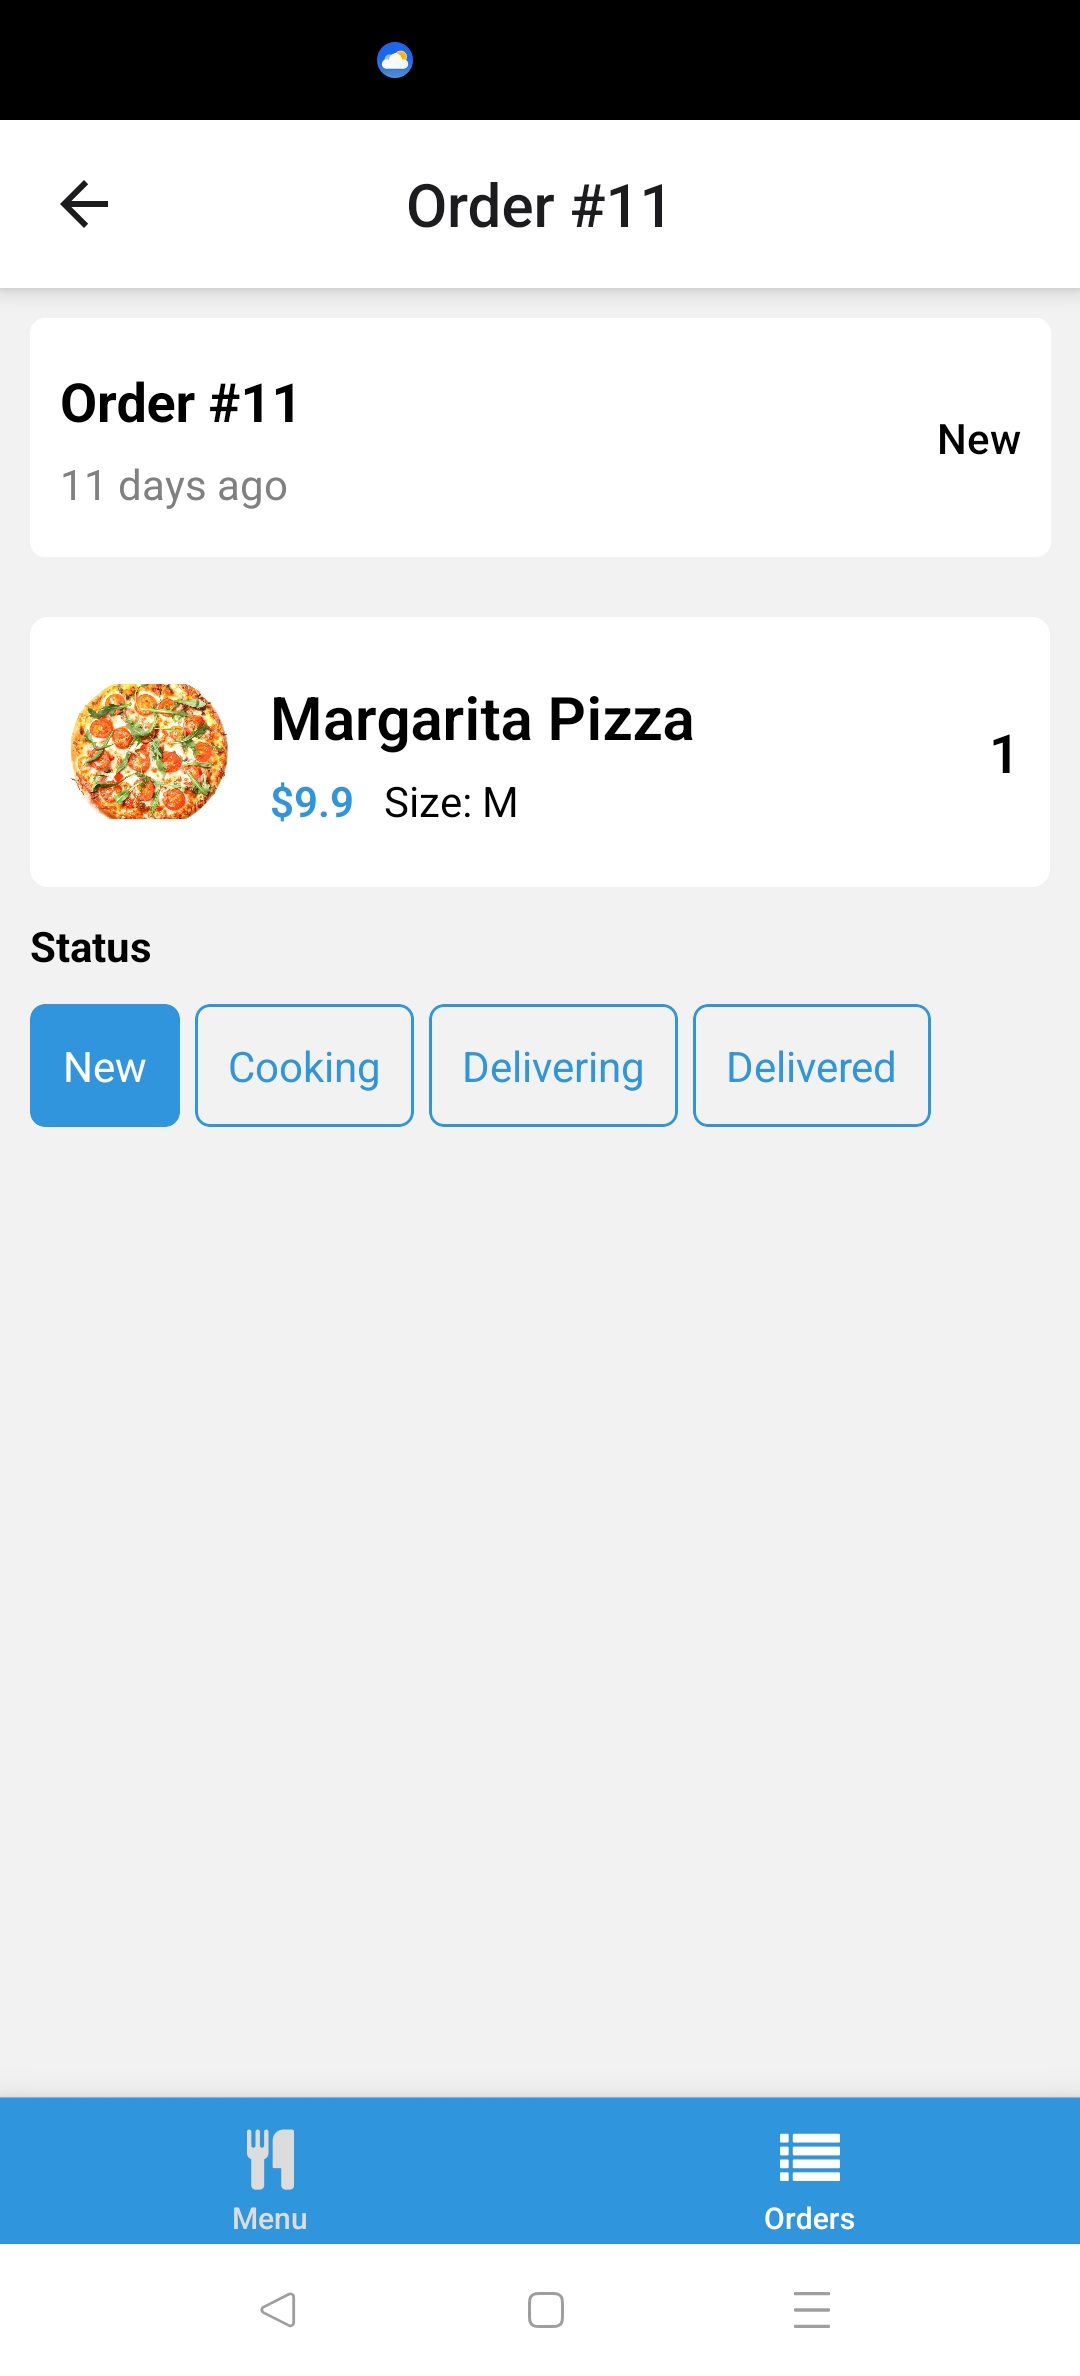 Order #11
Order #11
11 days ago
New
Margarita Pizza
$9.9 Size: M
1
Status
New Cooking Delivering Delivered
Menu Orders